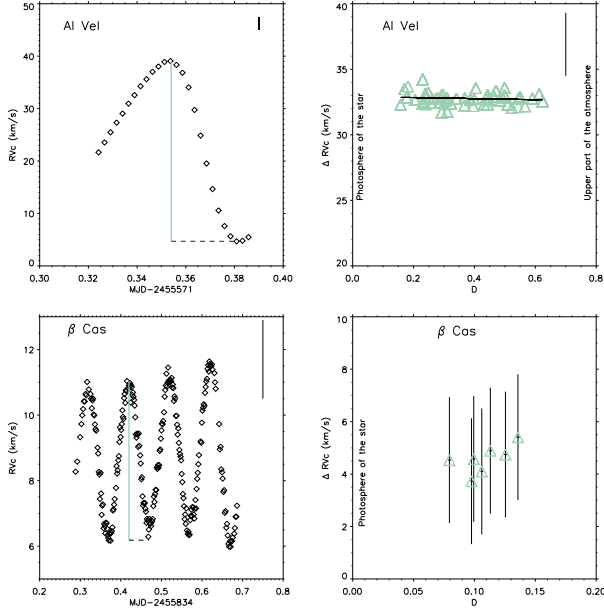 AI Vel
50
40
30
20
10
0
RVc (km/s)
0.30
0.32
0.34
0.36
0.38
0.40
MJD-2455571
AI Vel
40
35
30
25
20
Δ RVc (km/s)
Photosphere of the star
Upper part of the atmosphere
0.0
0.2
0.4
0.6
0.8
D
β Cas
12
10
8
6
RVc (km/s)
0.2
0.3
0.4
0.5
0.6
0.7
0.8
MJD-2455834
β Cas
10
8
6
4
2
0
Δ RVc (km/s)
Photosphere of the star
0.00
0.05
0.10
0.15
0.20
D